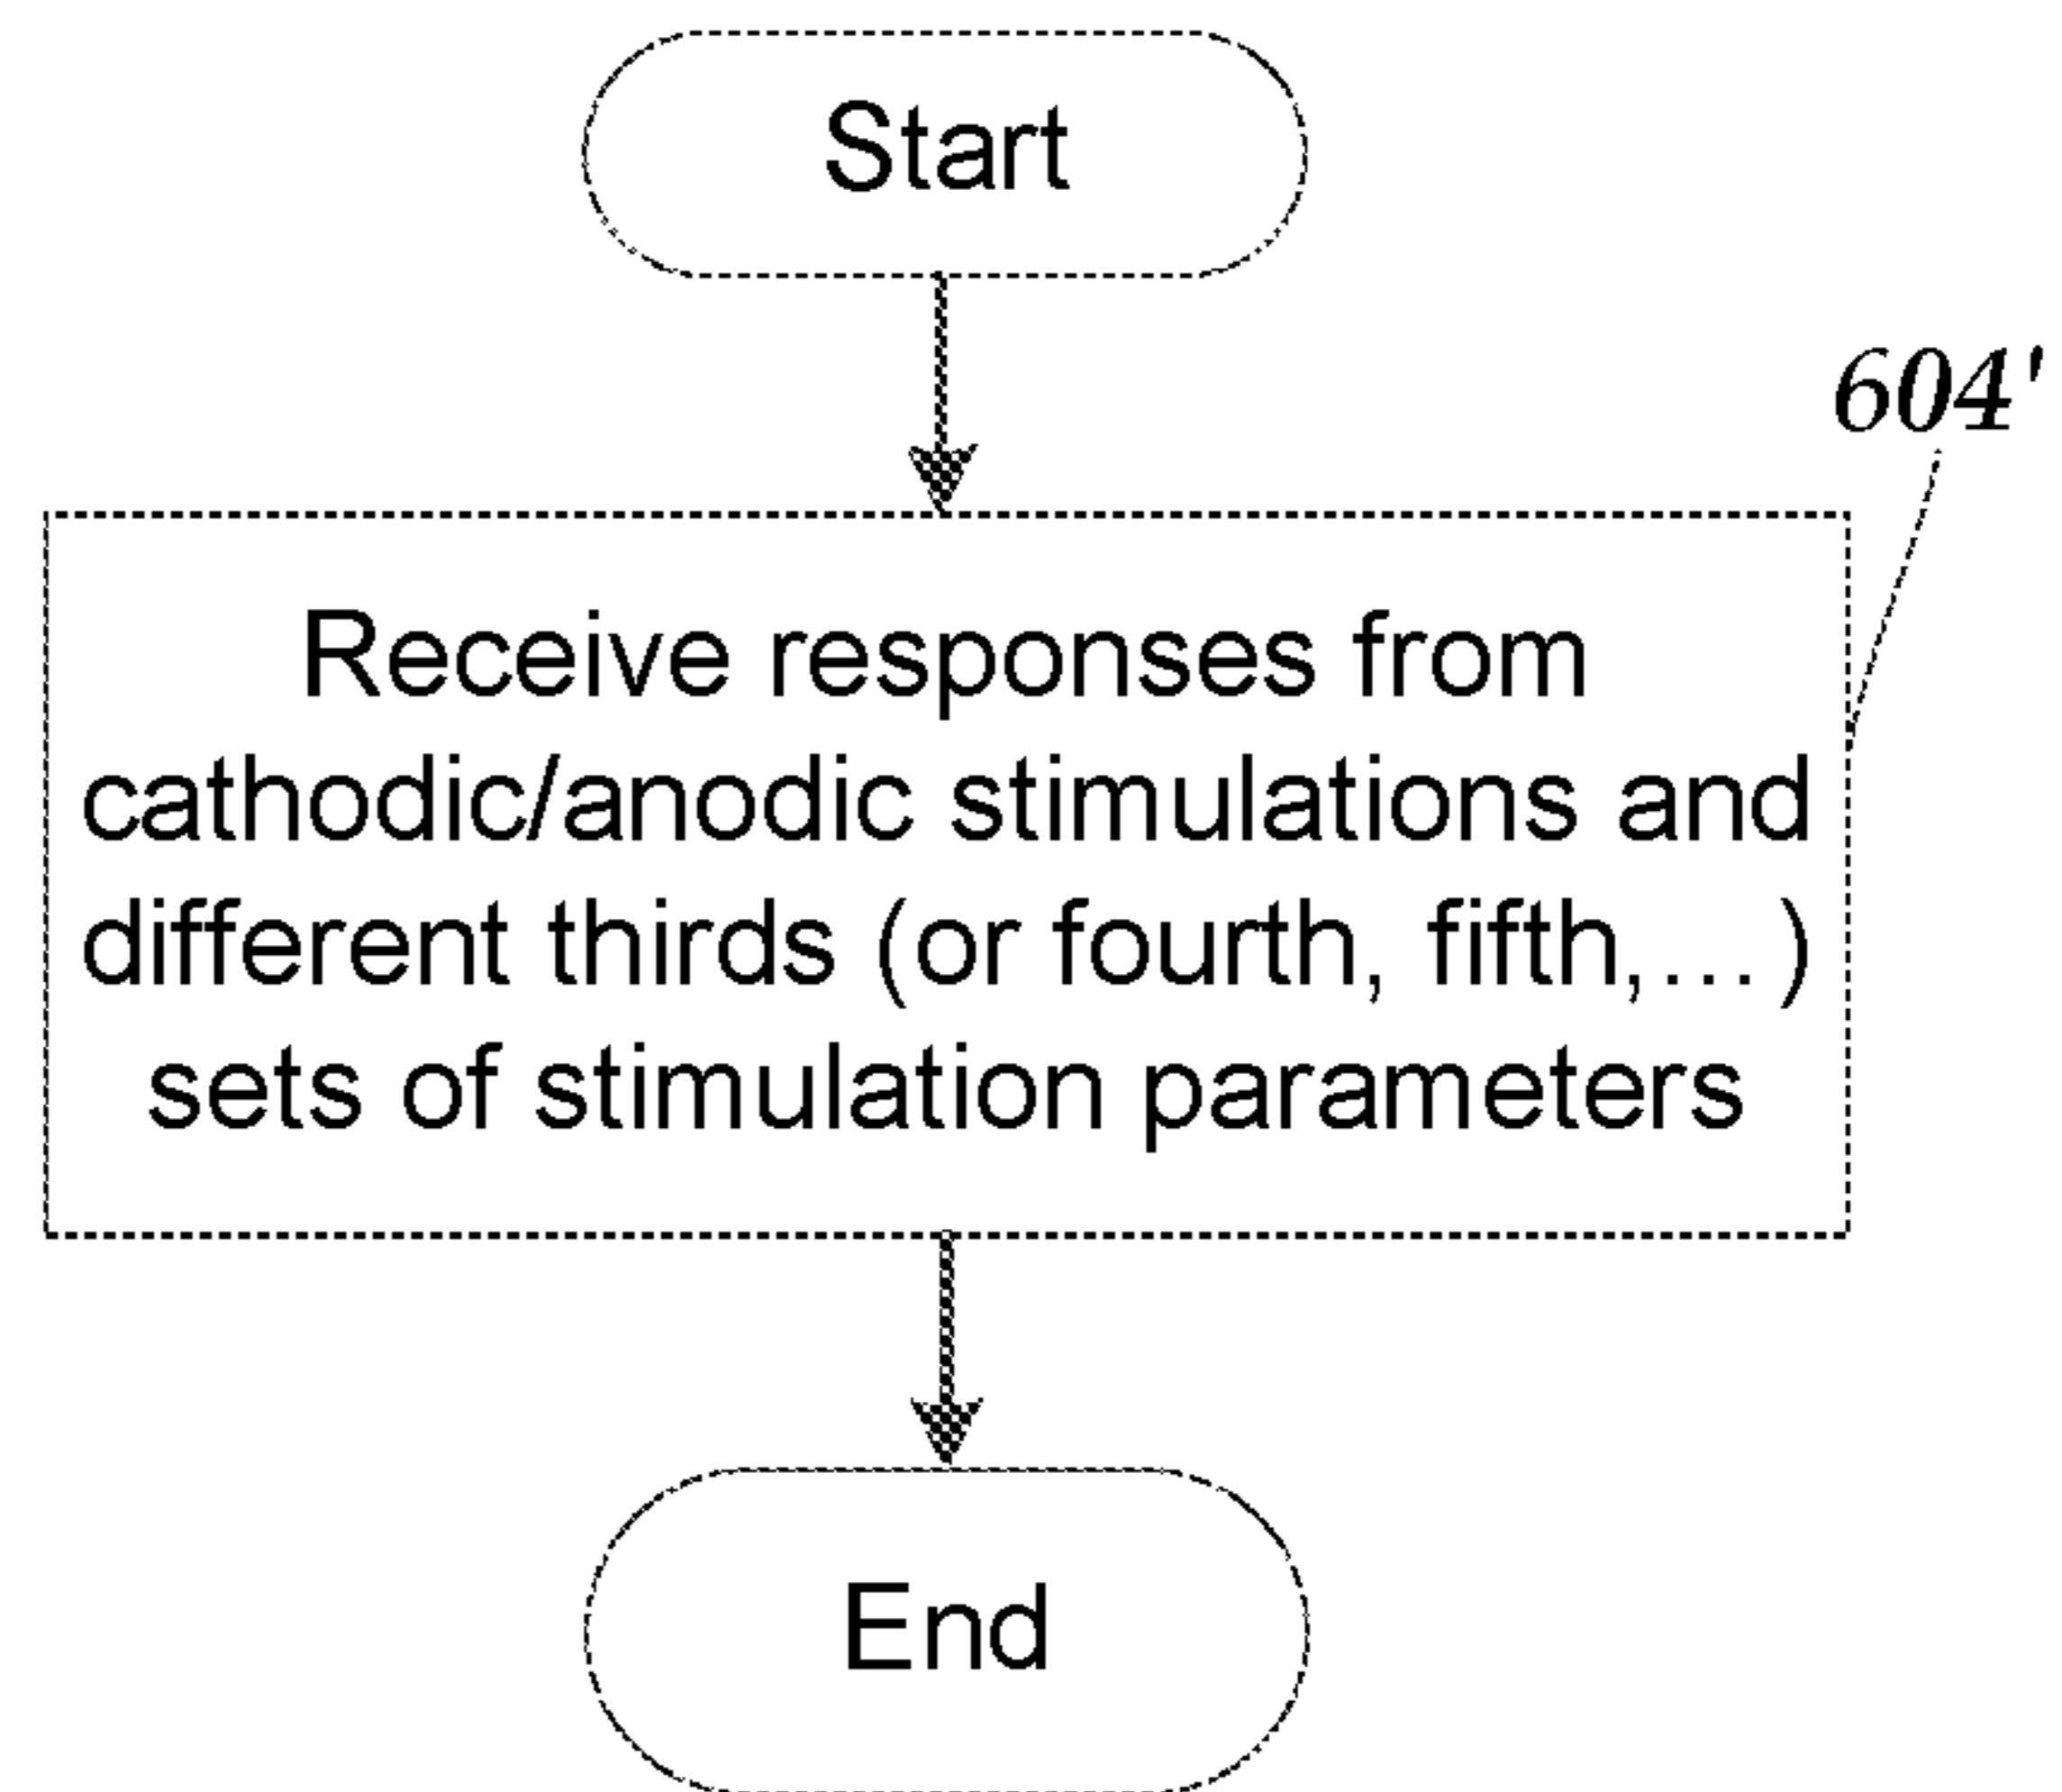 Start
604'
Receive responses from
cathodic/anodic stimulations and
different thirds (or fourth, fifth,...)
sets of stimulation parameters
End